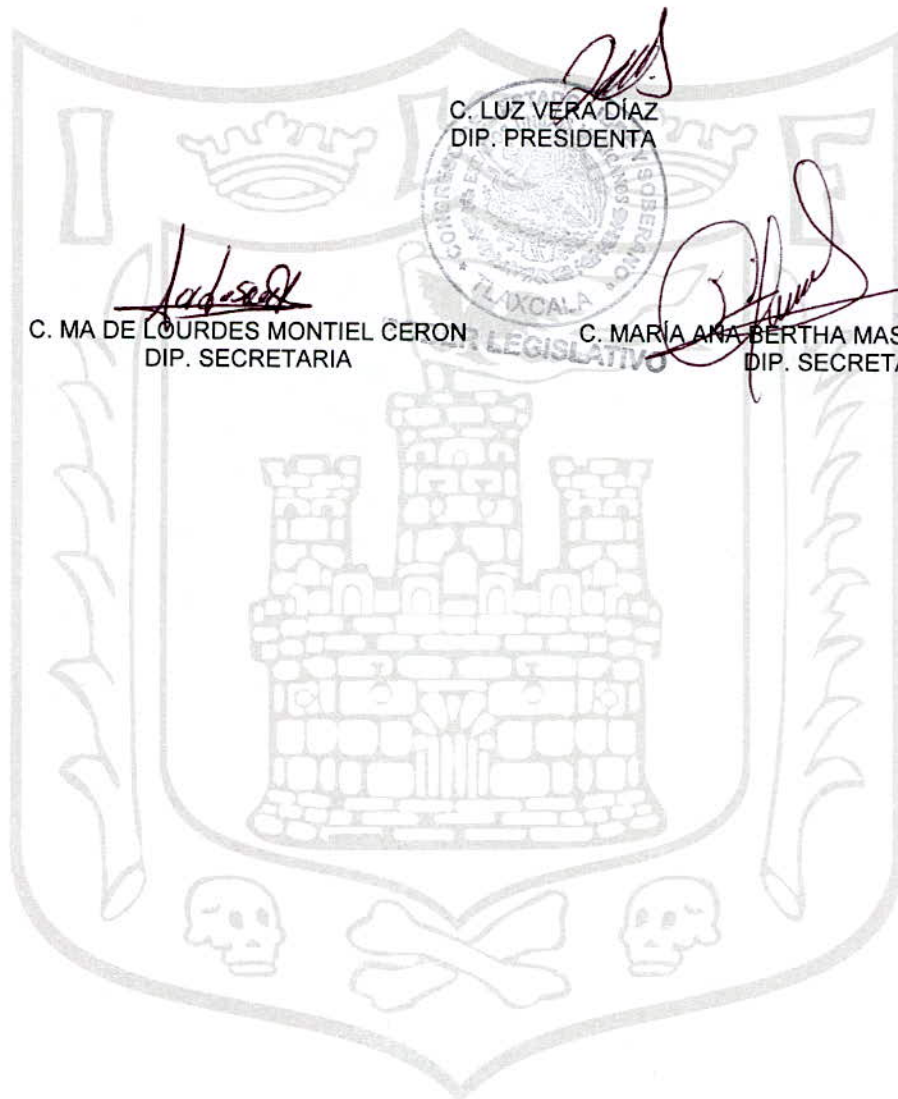 I I F
C. LUZ VERA DÍAZ
DIP. PRESIDENTA
TLAXCALA
LEGISLATIVO
C. MA DE LOURDES MONTIEL CERON
DIP. SECRETARIA
C. MARÍA ANA BERTHA MAS
DIP. SECRETA